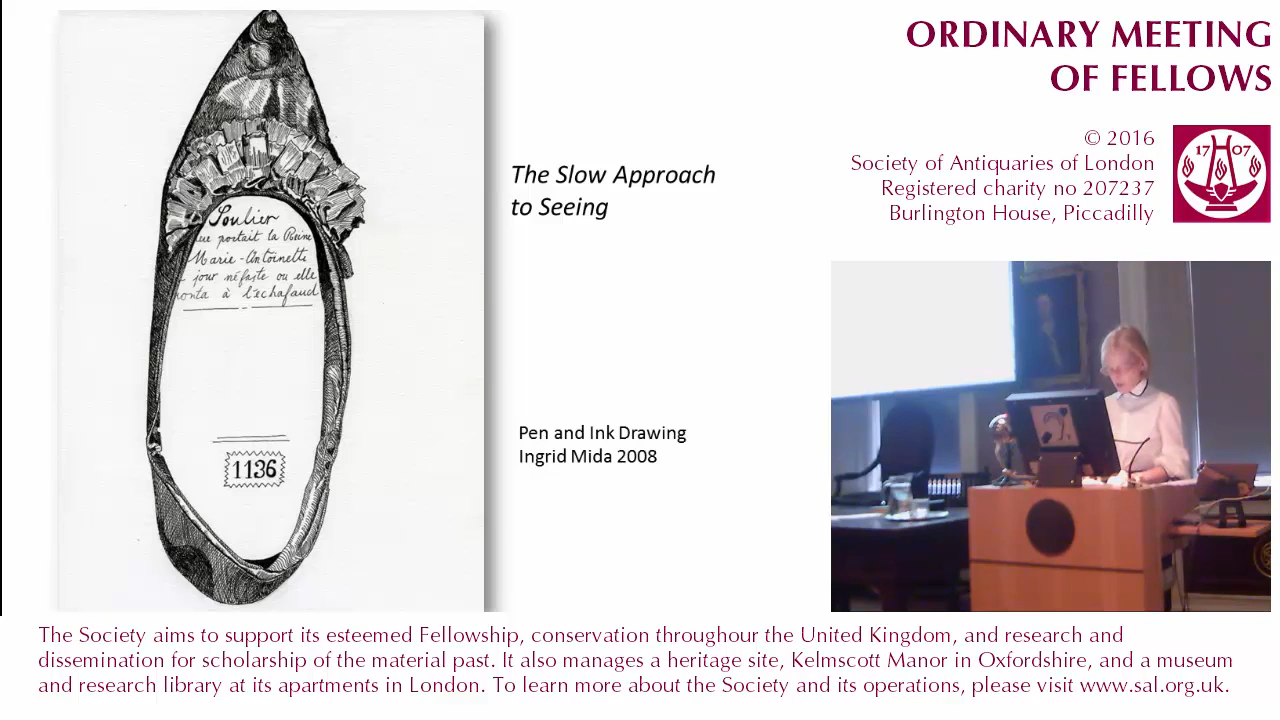 ORDINARY MEETING
OF FELLOWS
© 2016
Society of Antiquaries of London
Registered charity no 207237
Burlington House, Piccadilly
17 07
The Slow Approach
to Seeing
Soulier
ue portait la Reine
Marie-Antoinette
jour néfaste ou elle
onta à l'échafaud
1136
Pen and Ink Drawing
Ingrid Mida 2008
The Society aims to support its esteemed Fellowship, conservation throughour the United Kingdom, and research and
dissemination for scholarship of the material past. It also manages a heritage site, Kelmscott Manor in Oxfordshire, and a museum
and research library at its apartments in London. To learn more about the Society and its operations, please visit www.sal.org.uk.